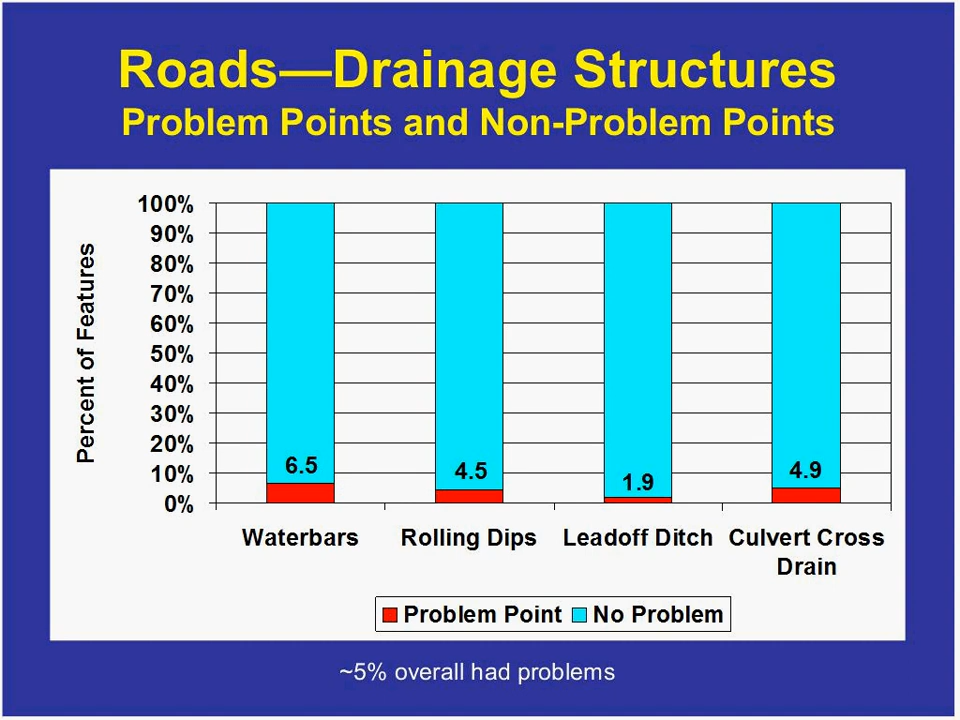 Roads—Drainage Structures
Problem Points and Non-Problem Points
Percent of Features
100%
90%
80%
70%
60%
50%
40%
30%
20%
10%
0%
6.5
4.5
1.9
4.9
Waterbars
Rolling Dips
Leadoff Ditch
Culvert Cross
Drain
Problem Point
No Problem
~5% overall had problems